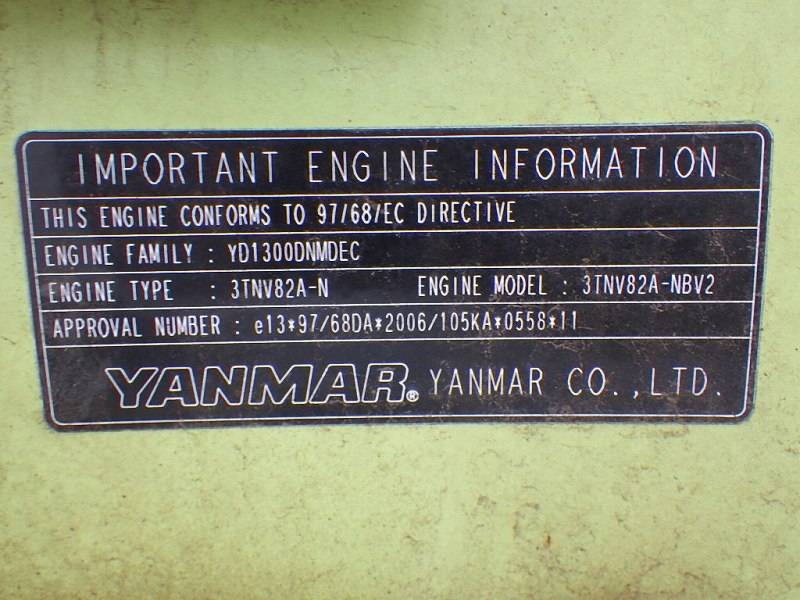 IMPORTANT ENGINE INFORMATION
THIS ENGINE CONFORMS TO 97/68/EC DIRECTIVE
ENGINE FAMILY : YD1300DNMDEC
ENGINE TYPE : 3TNV82A-N ENGINE MODEL : 3TNV82A-NBV2
APPROVAL NUMBER : e13*97/68DA*2006/105KA*0558*11
YANMAR® YANMAR CO.,LTD.